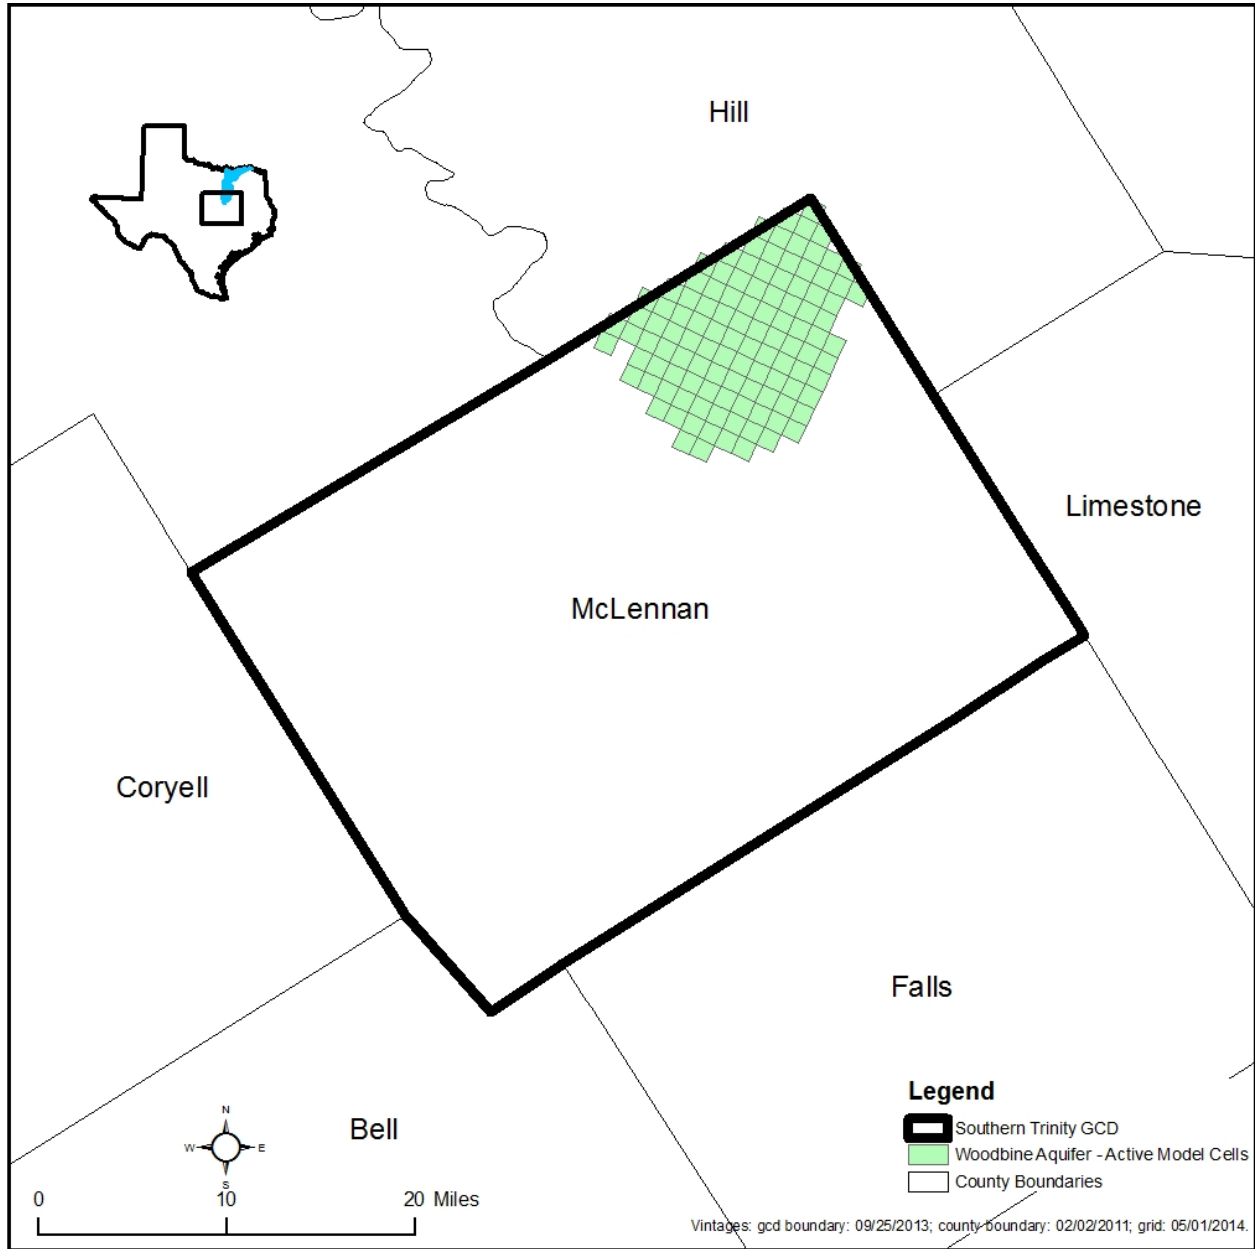 Hill
Limestone
McLennan
Coryell
Falls
Bell
N
W E
S
0 10 20 Miles
Legend
Southern Trinity GCD
Woodbine Aquifer - Active Model Cells
County Boundaries
Vintages: gcd boundary: 09/25/2013; county boundary: 02/02/2011; grid: 05/01/2014.